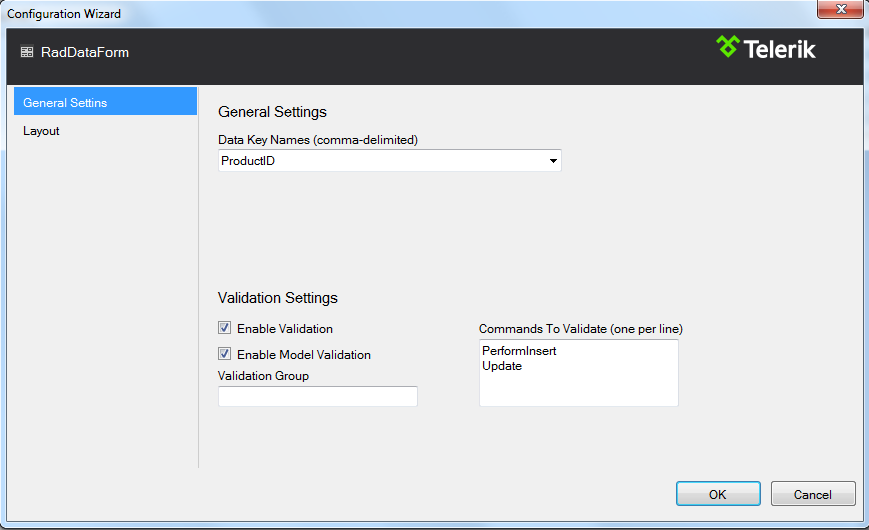 Configuration Wizard
RadDataForm
Telerik
General Settins
Layout
General Settings
Data Key Names (comma-delimited)
ProductID
Validation Settings
Enable Validation
Enable Model Validation
Validation Group
Commands To Validate (one per line)
PerformInsert
Update
OK
Cancel